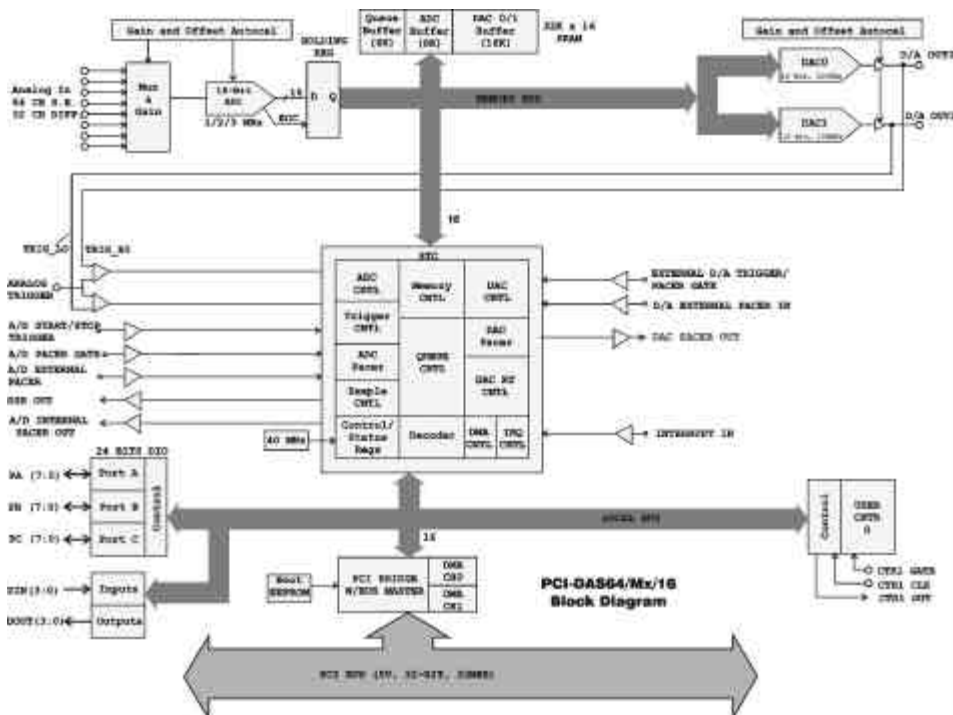 Queue
Buffer
(8K)
ADC
Buffer
(8K)
DAC 0/1
Buffer
(16K)
32K x 16
SRAM
Gain and Offset Autocal
HOLDING
REG
Gain and Offset Autocal
Analog In
64 CH S.E.
32 CH DIFF.
Mux
&
Gain
16-Bit
ADC
1/2/3 MHz
16
EOC
D Q
MEMORY BUS
DAC0
DAC1
D/A
D/A
16
TRIG_LO
TRIG_HI
ANALOG
TRIGGER
A/D START/STOP
TRIGGER
A/D PACER GATE
A/D EXTERNAL
PACER
SSH OUT
A/D INTERNAL
PACER OUT
STC
ADC
CNTL
Memory
CNTL
DAC
CNTL
Trigger
CNTL
QUEUE
CNTL
DAC
Pacer
ADC
Pacer
CNTL
Sample
CNTL
Control/
Status
Regs
Decoder
DMA
CNTL
IRQ
CNTL
40 MHz
EXTERNAL D/A TRIGGER/
PACER GATE
D/A EXTERNAL PACER IN
DAC PACER OUT
INTERRUPT IN
24 BITS DIO
PA (7:0)
Port A
PB (7:0)
Port B
PC (7:0)
Port C
Control
LOCAL BUS
Control
USER
CNTR
0
CTR1 GATE
CTR1 CLK
CTR1 OUT
DIN(3:0)
Inputs
DOUT(3:0)
Outputs
Boot
EEPROM
PCI BRIDGE
W/BUS MASTER
DMA
CH0
DMA
CH1
PCI-DAS64/Mx/16
Block Diagram
PCI BUS (5V, 32-BIT, 33MHZ)